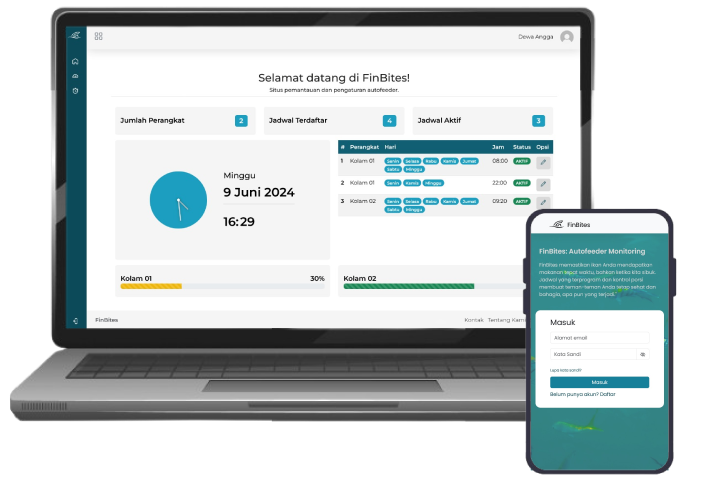 Dewa Angga
Selamat datang di FinBites!
Situs pemantauan dan pengaturan autofeeder.
Jumlah Perangkat 2
Jadwal Terdaftar 4
Jadwal Aktif 3
Minggu
9 Juni 2024
16:29
# Perangkat Hari Jam Status Opsi
1 Kolam 01 Senin Selasa Rabu Kamis Jumat 08:00 AKTIF
Sabtu Minggu
2 Kolam 01 Senin Kamis Minggu 22:00 AKTIF
3 Kolam 02 Senin Selasa Rabu Kamis Jumat 09:20 AKTIF
Sabtu Minggu
Kolam 01 30%
Kolam 02
FinBites
Kontak Tentang Kami
FinBites
FinBites: Autofeeder Monitoring
FinBites memastikan ikan Anda mendapatkan
makanan tepat waktu, bahkan ketika kita sibuk.
Jadwal yang terprogram dan kontrol porsi
membuat teman-teman Anda tetap sehat dan
bahagia, apa pun yang terjadi.
Masuk
Alamat email
Kata Sandi
Lupa kata sandi?
Masuk
Belum punya akun? Daftar